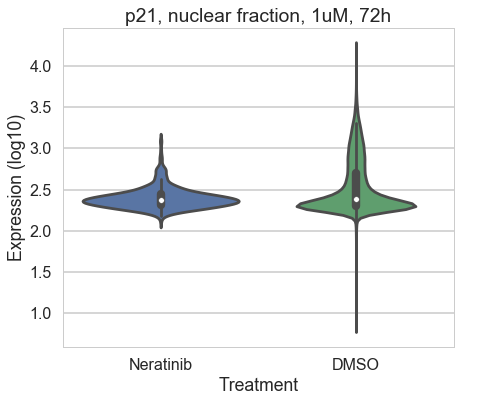 p21, nuclear fraction, 1uM, 72h
Expression (log10)
4.0
3.5
3.0
2.5
2.0
1.5
1.0
Neratinib DMSO
Treatment